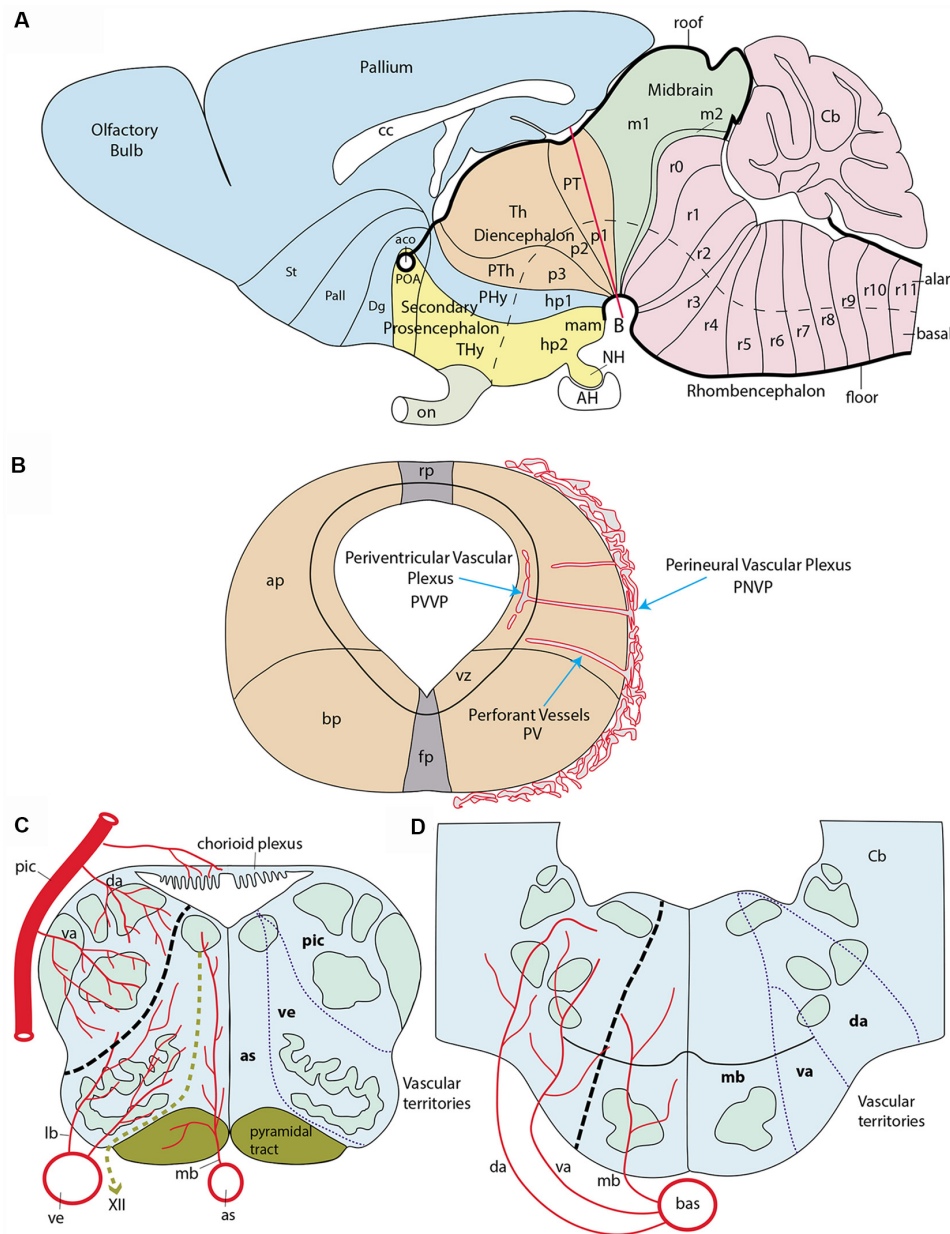 A
roof
Pallium
Midbrain
Olfactory
Bulb
cc
m1
m2
Cb
r0
PT
r1
Th
Diencephalon
p1
p2
r2
aco
St
POA
PTh
p3
Pall
Dg
PHy
hp1
r3
Secondary
Prosencephalon
mam
B
r4
r5
r6
r7
r8
r9
r10
r11
alar
basal
THy
hp2
NH
AH
on
Rhombencephalon
floor
B
rp
Periventricular Vascular
Plexus
PVVP
Perineural Vascular Plexus
PNVP
ap
vz
bp
Perforant Vessels
PV
fp
C
pic
chorioid plexus
da
va
pic
ve
as
Vascular
territories
lb
pyramidal
tract
mb
XII
ve
as
D
Cb
da
mb
va
Vascular
territories
da
va
mb
bas